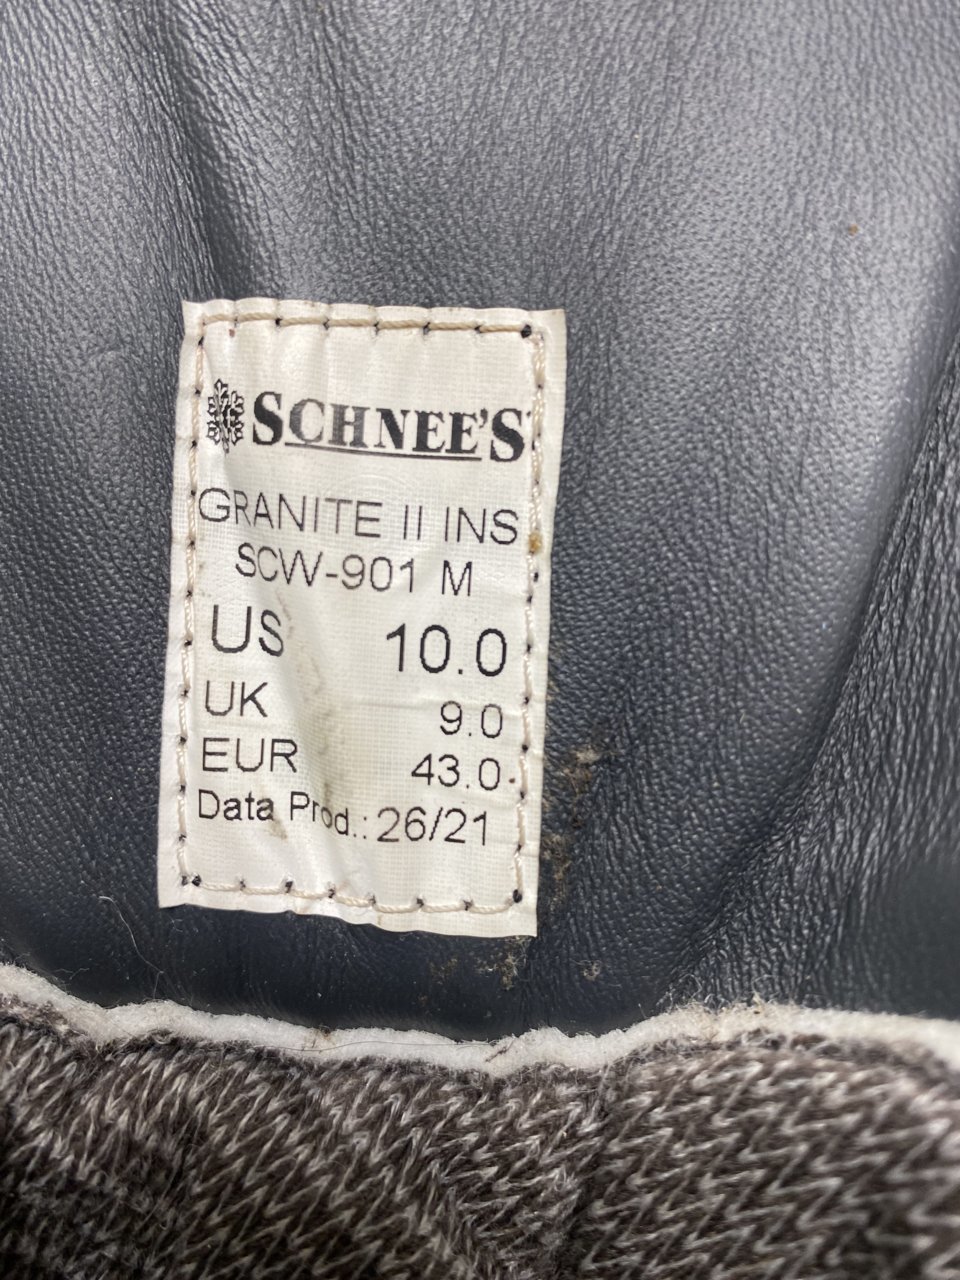 SCHNEE'S
GRANITE II INS
SCW-901 M
US 10.0
UK 9.0
EUR 43.0
Data Prod.: 26/21